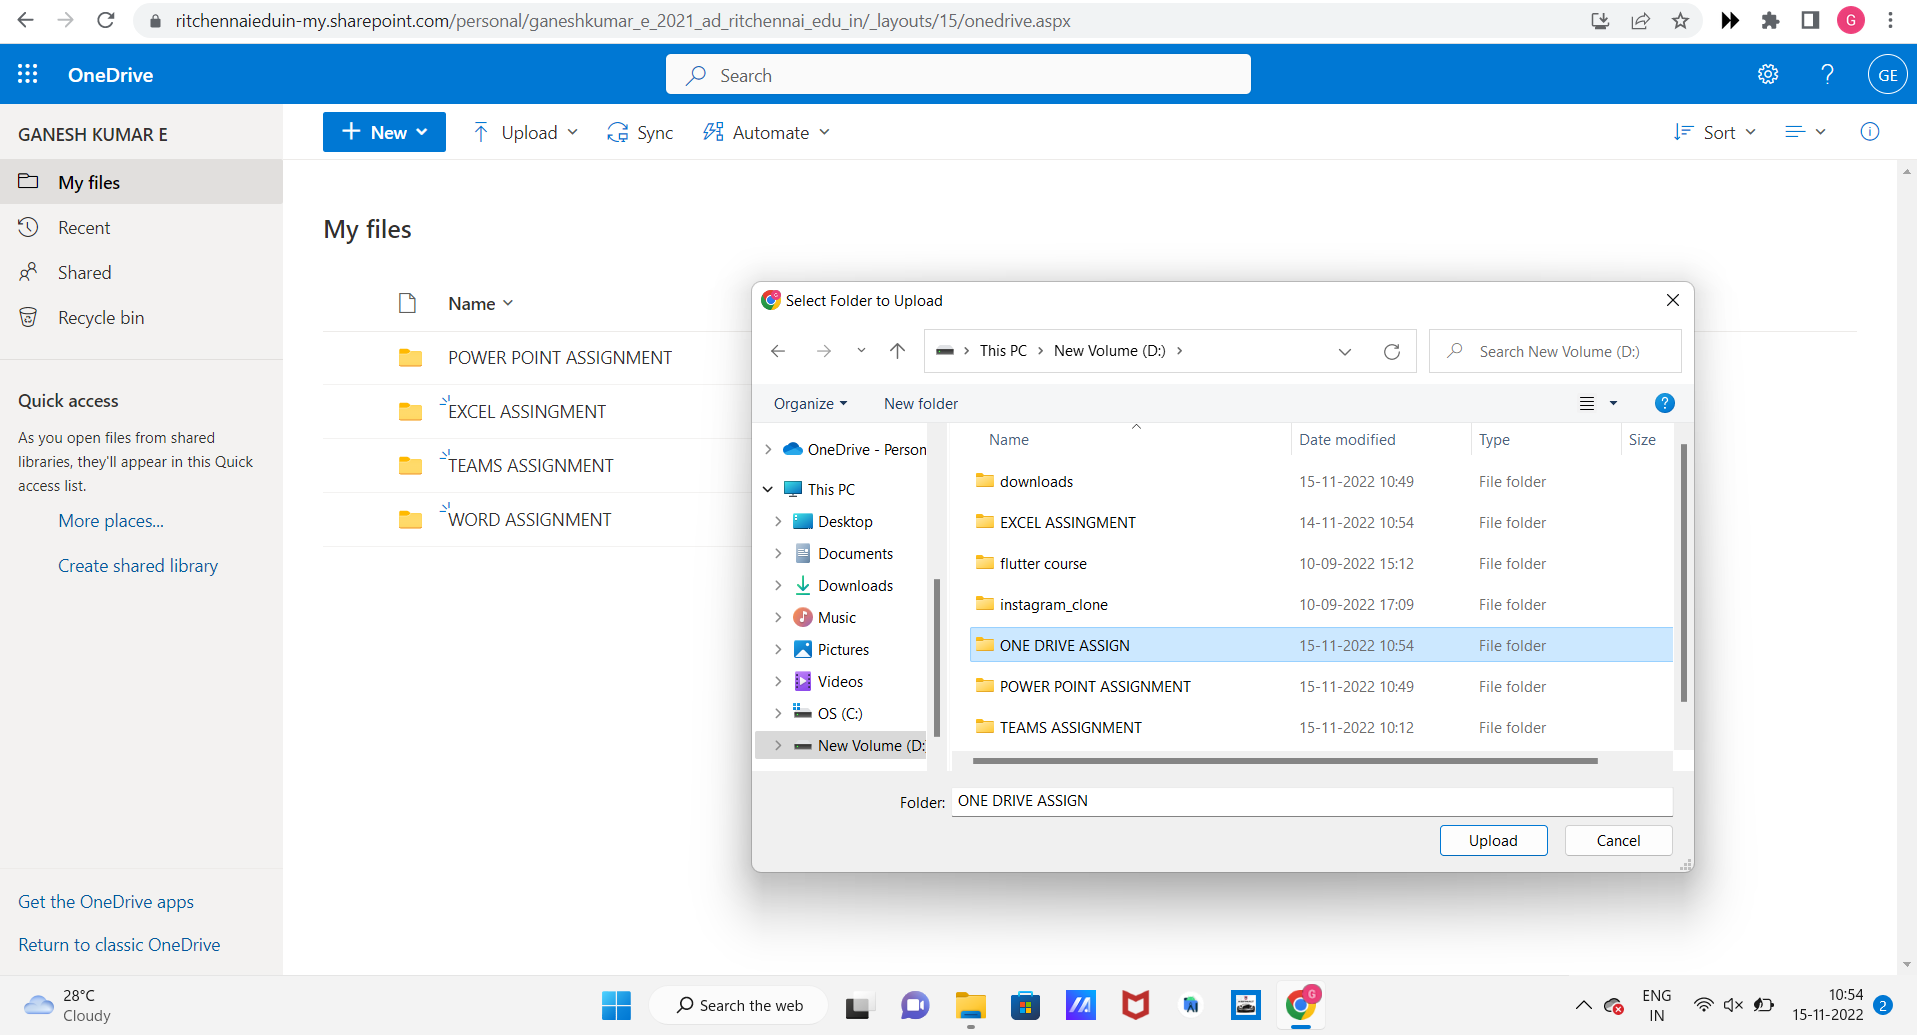 ritchennaieduin-my.sharepoint.com/personal/ganeshkumar_e_2021_ad_ritchennai_edu_in/_layouts/15/onedrive.aspx
G
OneDrive
Search
?
GE
GANESH KUMAR E
New
Upload
Sync
Automate
Sort
My files
Recent
Shared
Recycle bin
Quick access
As you open files from shared
libraries, they'll appear in this Quick
access list.
More places...
Create shared library
Get the OneDrive apps
Return to classic OneDrive
My files
Name
POWER POINT ASSIGNMENT
EXCEL ASSINGMENT
TEAMS ASSIGNMENT
WORD ASSIGNMENT
Select Folder to Upload
This PC > New Volume (D:) >
Search New Volume (D:)
Organize
New folder
?
OneDrive - Person
This PC
Desktop
Documents
Downloads
Music
Pictures
Videos
OS (C:)
New Volume (D:
Name Date modified Type Size
downloads 15-11-2022 10:49 File folder
EXCEL ASSINGMENT 14-11-2022 10:54 File folder
flutter course 10-09-2022 15:12 File folder
instagram_clone 10-09-2022 17:09 File folder
ONE DRIVE ASSIGN 15-11-2022 10:54 File folder
POWER POINT ASSIGNMENT 15-11-2022 10:49 File folder
TEAMS ASSIGNMENT 15-11-2022 10:12 File folder
Folder: ONE DRIVE ASSIGN
Upload
Cancel
28°C
Cloudy
Search the web
G
ENG
IN
10:54
15-11-2022
2